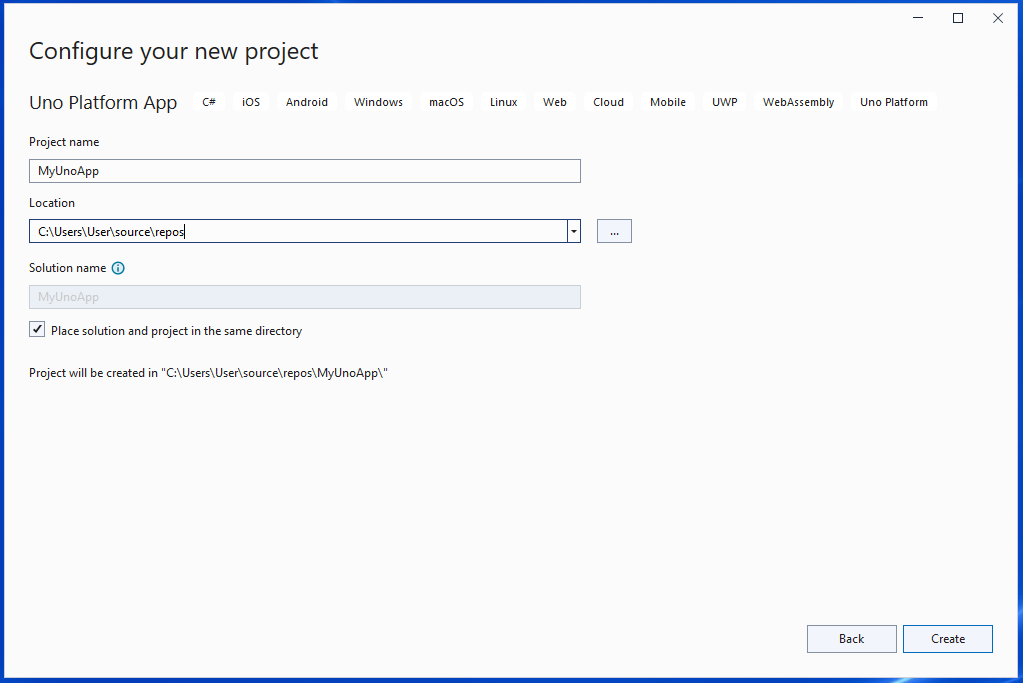 Configure your new project
Uno Platform App C# iOS Android Windows macOS Linux Web Cloud Mobile UWP WebAssembly Uno Platform
Project name
MyUnoApp
Location
C:\Users\User\source\repos
...
Solution name
MyUnoApp
Place solution and project in the same directory
Project will be created in "C:\Users\User\source\repos\MyUnoApp\"
Back Create